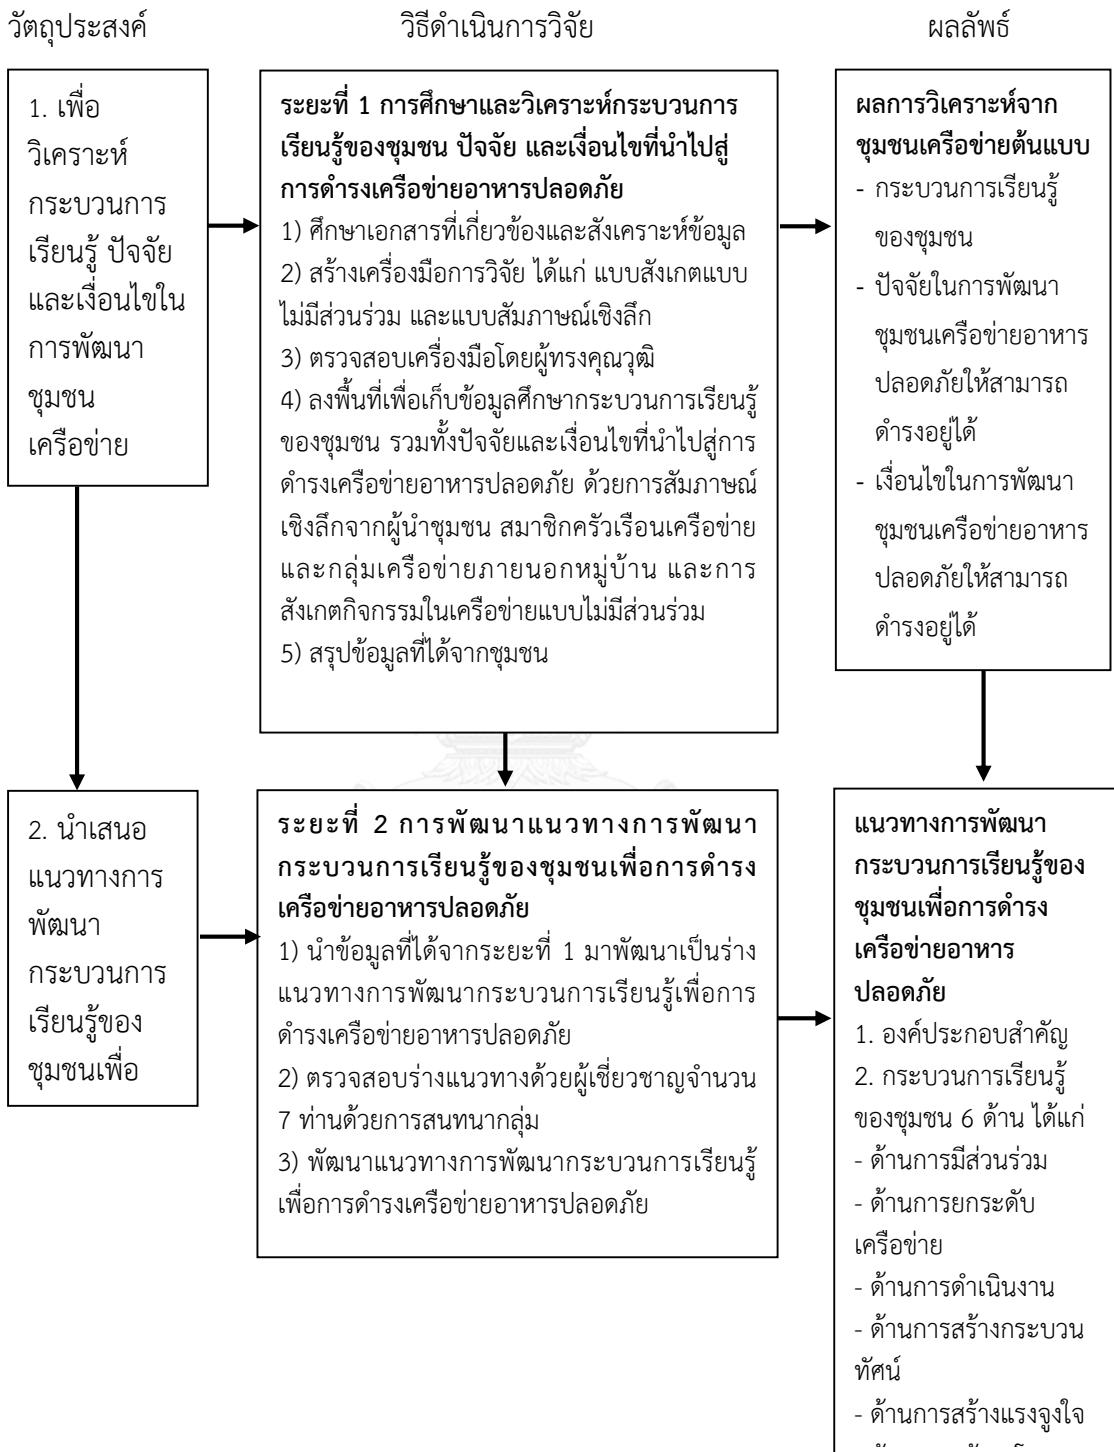 วัตถุประสงค์
วิธีดำเนินการวิจัย
ผลลัพธ์
1. เพื่อ
วิเคราะห์
กระบวนการ
เรียนรู้ ปัจจัย
และเงื่อนไขใน
การพัฒนา
ชุมชน
เครือข่าย
ระยะที่ 1 การศึกษาและวิเคราะห์กระบวนการ
เรียนรู้ของชุมชน ปัจจัย และเงื่อนไขที่นำไปสู่
การดำรงเครือข่ายอาหารปลอดภัย
1) ศึกษาเอกสารที่เกี่ยวข้องและสังเคราะห์ข้อมูล
2) สร้างเครื่องมือการวิจัย ได้แก่ แบบสังเกตแบบ
ไม่มีส่วนร่วม และแบบสัมภาษณ์เชิงลึก
3) ตรวจสอบเครื่องมือโดยผู้ทรงคุณวุฒิ
4) ลงพื้นที่เพื่อเก็บข้อมูลศึกษากระบวนการเรียนรู้
ของชุมชน รวมทั้งปัจจัยและเงื่อนไขที่นำไปสู่การ
ดำรงเครือข่ายอาหารปลอดภัย ด้วยการสัมภาษณ์
เชิงลึกจากผู้นำชุมชน สมาชิกครัวเรือนเครือข่าย
และกลุ่มเครือข่ายภายนอกหมู่บ้าน และการ
สังเกตกิจกรรมในเครือข่ายแบบไม่มีส่วนร่วม
5) สรุปข้อมูลที่ได้จากชุมชน
ผลการวิเคราะห์จาก
ชุมชนเครือข่ายต้นแบบ
- กระบวนการเรียนรู้
ของชุมชน
- ปัจจัยในการพัฒนา
ชุมชนเครือข่ายอาหาร
ปลอดภัยให้สามารถ
ดำรงอยู่ได้
- เงื่อนไขในการพัฒนา
ชุมชนเครือข่ายอาหาร
ปลอดภัยให้สามารถ
ดำรงอยู่ได้
2. นำเสนอ
แนวทางการ
พัฒนา
กระบวนการ
เรียนรู้ของ
ชุมชนเพื่อ
ระยะที่ 2 การพัฒนาแนวทางการพัฒนา
กระบวนการเรียนรู้ของชุมชนเพื่อการดำรง
เครือข่ายอาหารปลอดภัย
1) นำข้อมูลที่ได้จากระยะที่ 1 มาพัฒนาเป็นร่าง
แนวทางการพัฒนากระบวนการเรียนรู้เพื่อการ
ดำรงเครือข่ายอาหารปลอดภัย
2) ตรวจสอบร่างแนวทางด้วยผู้เชี่ยวชาญจำนวน
7 ท่านด้วยการสนทนากลุ่ม
3) พัฒนาแนวทางการพัฒนากระบวนการเรียนรู้
เพื่อการดำรงเครือข่ายอาหารปลอดภัย
แนวทางการพัฒนา
กระบวนการเรียนรู้ของ
ชุมชนเพื่อการดำรง
เครือข่ายอาหาร
ปลอดภัย
1. องค์ประกอบสำคัญ
2. กระบวนการเรียนรู้
ของชุมชน 6 ด้าน ได้แก่
- ด้านการมีส่วนร่วม
- ด้านการยกระดับ
เครือข่าย
- ด้านการดำเนินงาน
- ด้านการสร้างกระบวน
ทัศน์
- ด้านการสร้างแรงจูงใจ